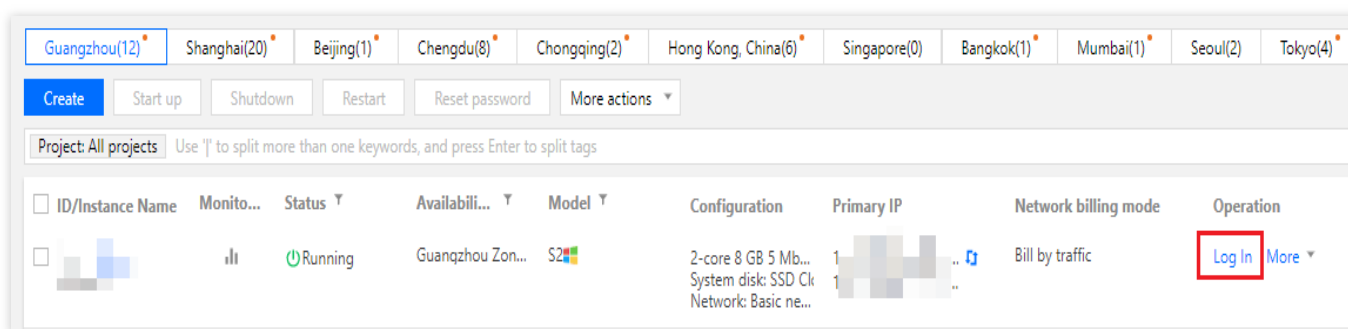 Guangzhou(12) Shanghai(20) Beijing(1) Chengdu(8) Chongqing(2) Hong Kong, China(6) Singapore(0) Bangkok(1) Mumbai(1) Seoul(2) Tokyo(4)
Create Start up Shutdown Restart Reset password More actions
Project: All projects Use '|' to split more than one keywords, and press Enter to split tags
ID/Instance Name Monito... Status Availabili... Model Configuration Primary IP Network billing mode Operation
Running Guangzhou Zon... S2 2-core 8 GB 5 Mb... 1 .. Bill by traffic Log In More
System disk: SSD Clo 1 ..
Network: Basic ne...